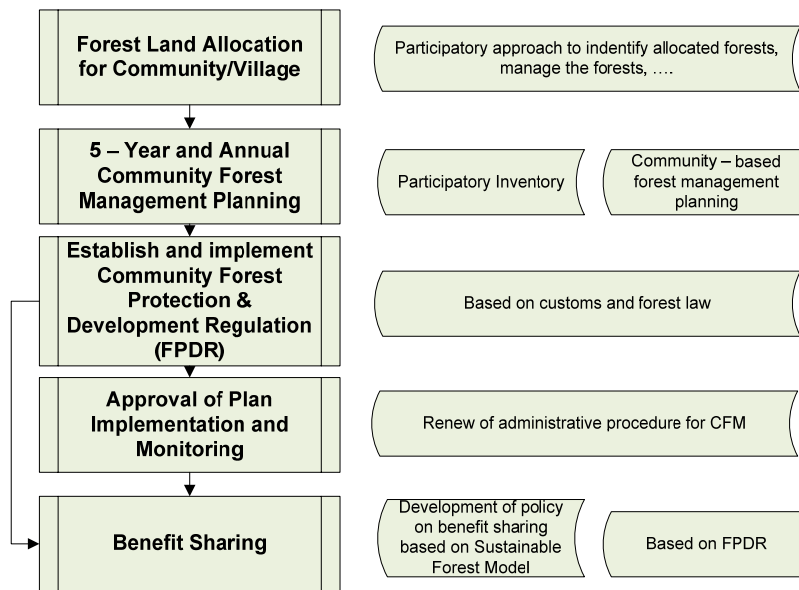 Forest Land Allocation
for Community/Village
Participatory approach to indentify allocated forests,
manage the forests, ….
5 – Year and Annual
Community Forest
Management Planning
Participatory Inventory
Community – based
forest management
planning
Establish and implement
Community Forest
Protection &
Development Regulation
(FPDR)
Based on customs and forest law
Approval of Plan
Implementation and
Monitoring
Renew of administrative procedure for CFM
Benefit Sharing
Development of policy
on benefit sharing
based on Sustainable
Forest Model
Based on FPDR